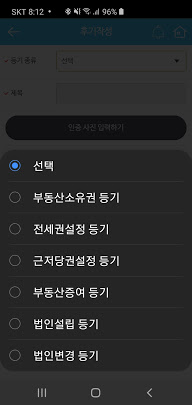 SKT 8:12
96%
후기작성
등기 종류
선택
제목
인증 사진 업로드하기
선택
부동산소유권 등기
전세권설정 등기
근저당권설정 등기
부동산증여 등기
법인설립 등기
법인변경 등기